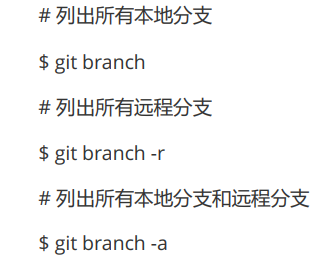 # 列出所有本地分支
$ git branch
# 列出所有远程分支
$ git branch -r
# 列出所有本地分支和远程分支
$ git branch -a